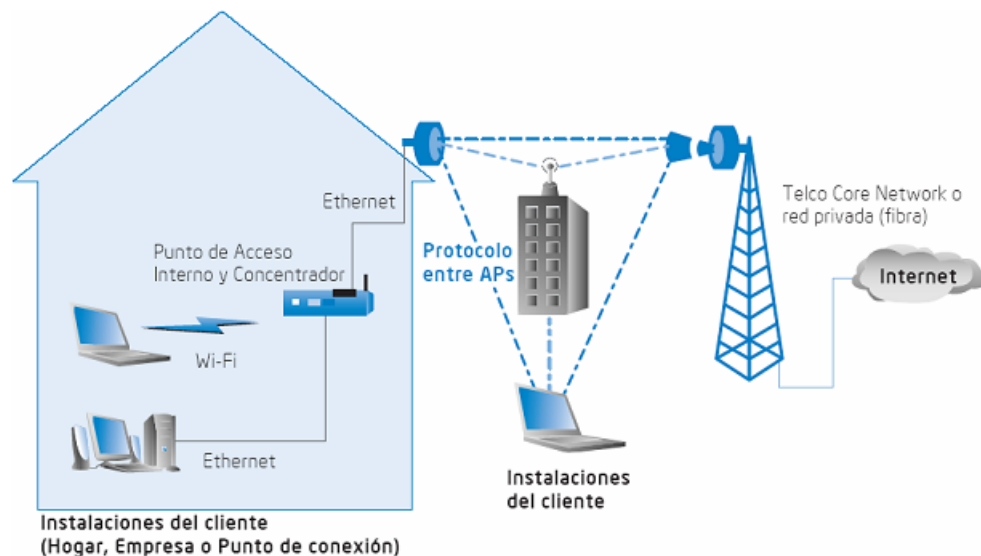 Ethernet
Punto de Acceso
Interno y Concentrador
Wi-Fi
Ethernet
Instalaciones del cliente
(Hogar, Empresa o Punto de conexión)
Protocolo
entre APs
Instalaciones
del cliente
Telco Core Network o
red privada (fibra)
Internet